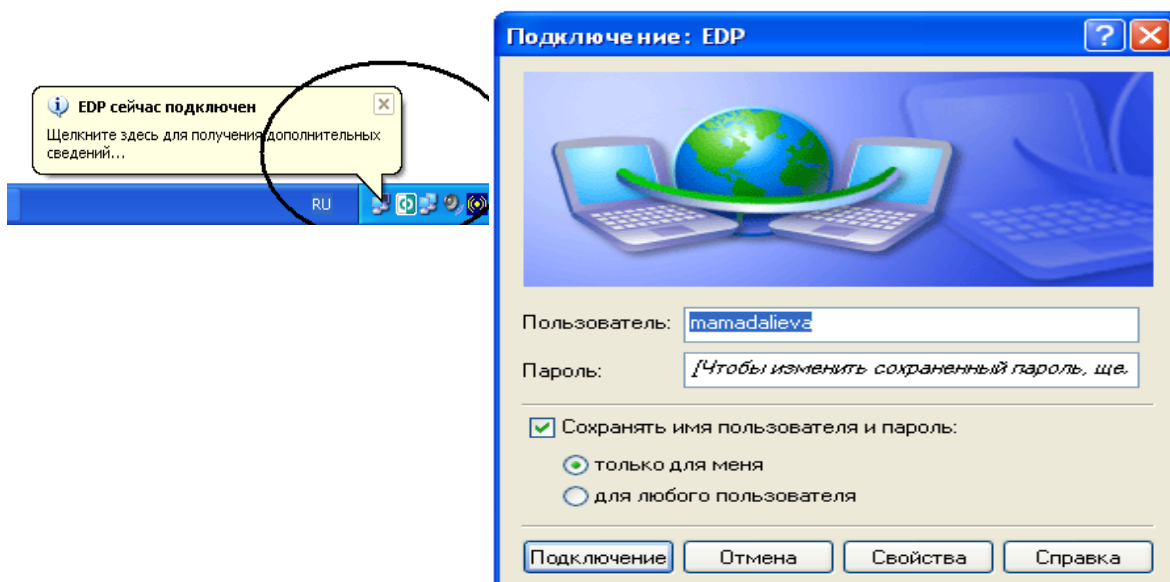 EDP сейчас подключен
Щелкните здесь для получения дополнительных
сведений...
RU
Подключение: EDP
Пользователь: mamadalieva
Пароль: [Чтобы изменить сохраненный пароль, ще.
Сохранять имя пользователя и пароль:
только для меня
для любого пользователя
Подключение Отмена Свойства Справка